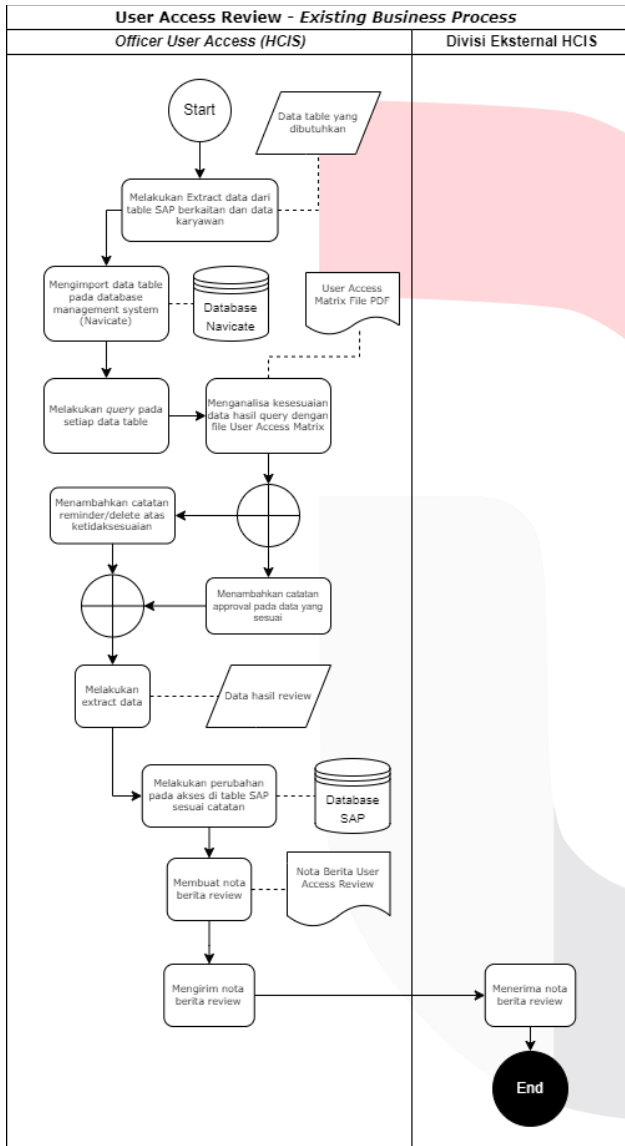 User Access Review - Existing Business Process
Officer User Access (HCIS)
Divisi Eksternal HCIS
Start
Data table yang
dibutuhkan
Melakukan Extract data dari
table SAP berkaitan dan data
karyawan
Mengimport data table
pada database
management system
(Navicate)
Database
Navicate
User Access
Matrix File PDF
Melakukan query pada
setiap data table
Menganalisa kesesuaian
data hasil query dengan
file User Access Matrix
Menambahkan catatan
reminder/delete atas
ketidaksesuaian
Menambahkan catatan
approval pada data yang
sesuai
Melakukan
extract data
Data hasil review
Melakukan perubahan
pada akses di table SAP
sesuai catatan
Database
SAP
Membuat nota
berita review
Nota Berita User
Access Review
Mengirim nota
berita review
Menerima nota
berita review
End